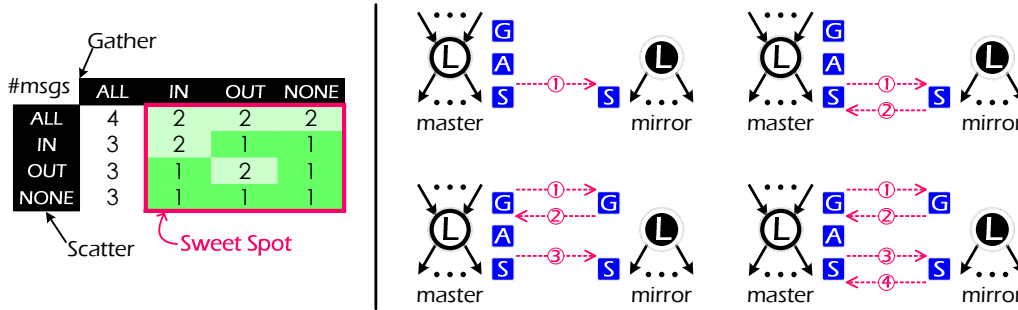 Gather
#msgs
ALL IN OUT NONE
ALL 4 2 2 2
IN 3 2 1 1
OUT 3 1 2 1
NONE 3 1 1 1
Scatter
Sweet Spot
L
G
A
S
①
S
L
master
mirror
L
G
A
S
①
②
S
L
master
mirror
L
G
A
S
①
②
③
G
S
L
master
mirror
L
G
A
S
①
②
③
④
G
S
L
master
mirror